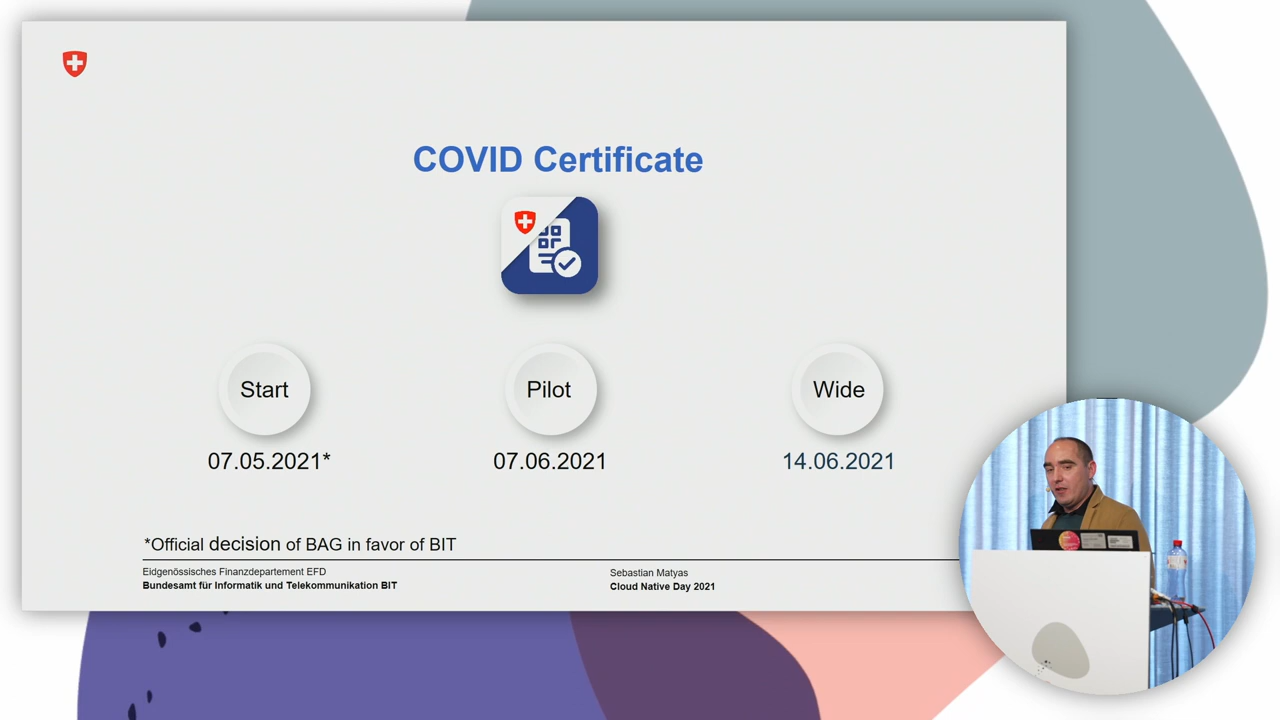 COVID Certificate
Start
Pilot
Wide
07.05.2021*
07.06.2021
14.06.2021
*Official decision of BAG in favor of BIT
Eidgenössisches Finanzdepartement EFD
Bundesamt für Informatik und Telekommunikation BIT
Sebastian Matyas
Cloud Native Day 2021